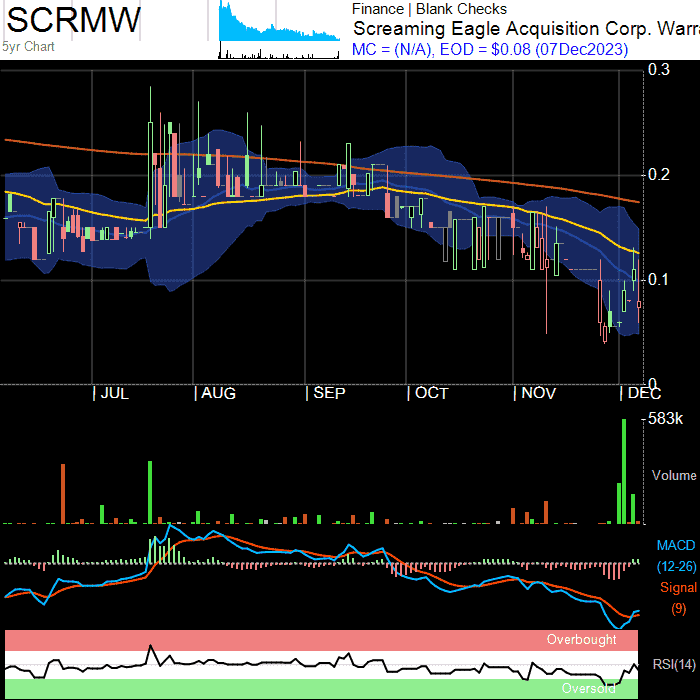 SCRMW
5yr Chart
Finance | Blank Checks
Screaming Eagle Acquisition Corp. Warra
MC = (N/A), EOD = $0.08 (07Dec2023)
0.3
0.2
0.1
0
JUL AUG SEP OCT NOV DEC
583k
Volume
MACD
(12-26)
Signal
(9)
Overbought
RSI(14)
Oversold